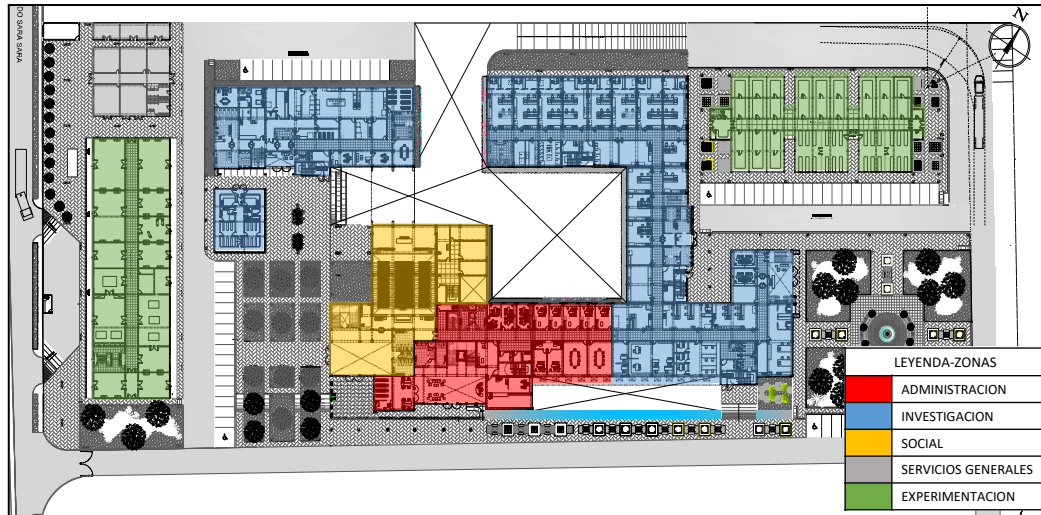 DO SARA SARA
N
LEYENDA-ZONAS
ADMINISTRACION
INVESTIGACION
SOCIAL
SERVICIOS GENERALES
EXPERIMENTACION